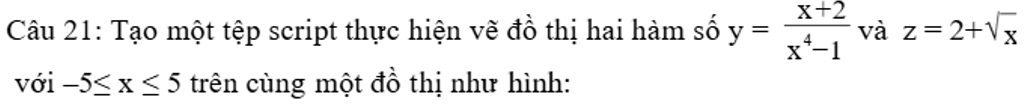 Câu 21: Tạo một tệp script thực hiện vẽ đồ thị hai hàm số y = (x+2)/(x⁴−1) và z = 2+√x
với –5≤ x ≤ 5 trên cùng một đồ thị như hình: